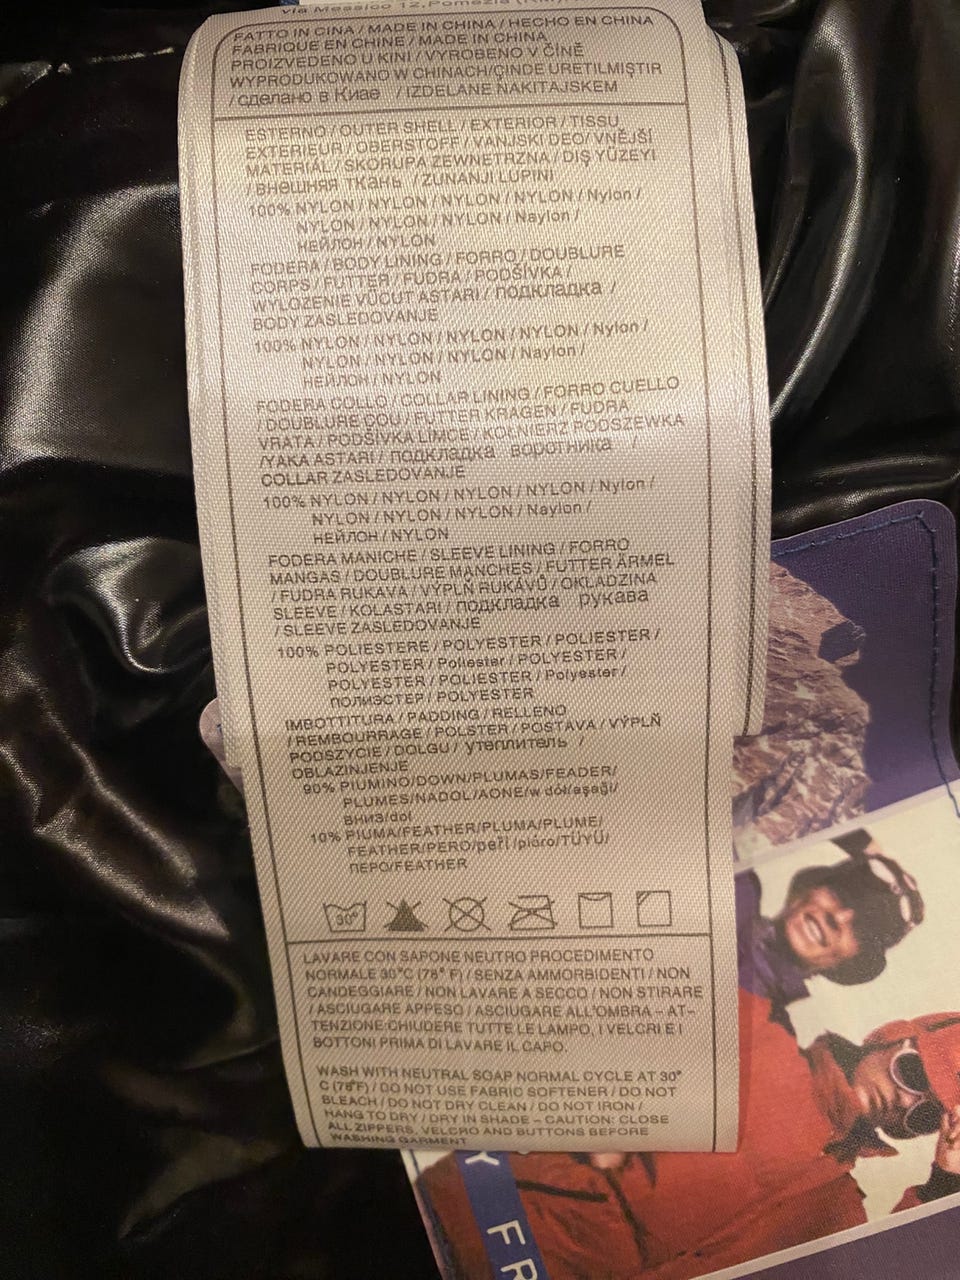 Via Messico 12, Pomezia
FATTO IN CINA / MADE IN CHINA / HECHO EN CHINA
FABRIQUE EN CHINE / MADE IN CHINA
PROIZVEDENO U KINI / VYROBENO V ČÍNĚ
WYPRODUKOWANO W CHINACH/ÇINDE URETILMIŞTIR
/ сделано в Киае / IZDELANE NAKITAJSKEM
ESTERNO / OUTER SHELL / EXTERIOR / TISSU
EXTERIEUR / OBERSTOFF / VANJSKI DEO/ VNĚJŠÍ
MATERIÁL / SKORUPA ZEWNETRZNA / DIŞ YÜZEYI
/ внешняя ткань / ZUNANJI LUPINI
100% NYLON / NYLON / NYLON / NYLON / Nylon /
NYLON / NYLON / NYLON / Naylon /
НЕЙЛОН / NYLON
FODERA / BODY LINING / FORRO / DOUBLURE
CORPS / FUTTER / FUDRA / PODŠÍVKA /
WYLOZENIE VÜCUT ASTARI / подкладка /
BODY ZASLEDOVANJE
100% NYLON / NYLON / NYLON / NYLON / Nylon /
NYLON / NYLON / NYLON / Naylon /
НЕЙЛОН / NYLON
FODERA COLLO / COLLAR LINING / FORRO CUELLO
/ DOUBLURE COU / FUTTER KRAGEN / FUDRA
VRATA / PODŠÍVKA LÍMCE / KOŁNIERZ PODSZEWKA
/YAKA ASTARI / подкладка воротника /
COLLAR ZASLEDOVANJE
100% NYLON / NYLON / NYLON / NYLON / Nylon /
NYLON / NYLON / NYLON / Naylon /
НЕЙЛОН / NYLON
FODERA MANICHE / SLEEVE LINING / FORRO
MANGAS / DOUBLURE MANCHES / FUTTER ÄRMEL
/ FUDRA RUKAVA / VÝPLŇ RUKÁVŮ / OKLADZINA
SLEEVE / KOLASTARI / подкладка рукава
/ SLEEVE ZASLEDOVANJE
100% POLIESTERE / POLYESTER / POLIESTER /
POLYESTER / Poliester / POLYESTER /
POLYESTER / POLIESTER / Polyester /
ПОЛИЭСТЕР / POLYESTER
IMBOTTITURA / PADDING / RELLENO
/ REMBOURRAGE / POLSTER / POSTAVA / VÝPLŇ
PODSZYCIE / DOLGU / утеплитель /
OBLAZINJENJE
90% PIUMINO/DOWN/PLUMAS/FEADER/
PLUMES/NADOL/AONE/w dół/aşaği/
ВНИЗ/dol
10% PIUMA/FEATHER/PLUMA/PLUME/
FEATHER/PERO/peří/pióro/TÜYÜ/
ПЕРО/FEATHER
30°
LAVARE CON SAPONE NEUTRO PROCEDIMENTO
NORMALE 30°C (78° F) / SENZA AMMORBIDENTI / NON
CANDEGGIARE / NON LAVARE A SECCO / NON STIRARE
/ ASCIUGARE APPESO / ASCIUGARE ALL'OMBRA – AT–
TENZIONE:CHIUDERE TUTTE LE LAMPO, I VELCRI E I
BOTTONI PRIMA DI LAVARE IL CAPO.
WASH WITH NEUTRAL SOAP NORMAL CYCLE AT 30°
C (78°F) / DO NOT USE FABRIC SOFTENER / DO NOT
BLEACH / DO NOT DRY CLEAN / DO NOT IRON /
HANG TO DRY / DRY IN SHADE – CAUTION: CLOSE
ALL ZIPPERS, VELCRO AND BUTTONS BEFORE
WASHING GARMENT
Y FR